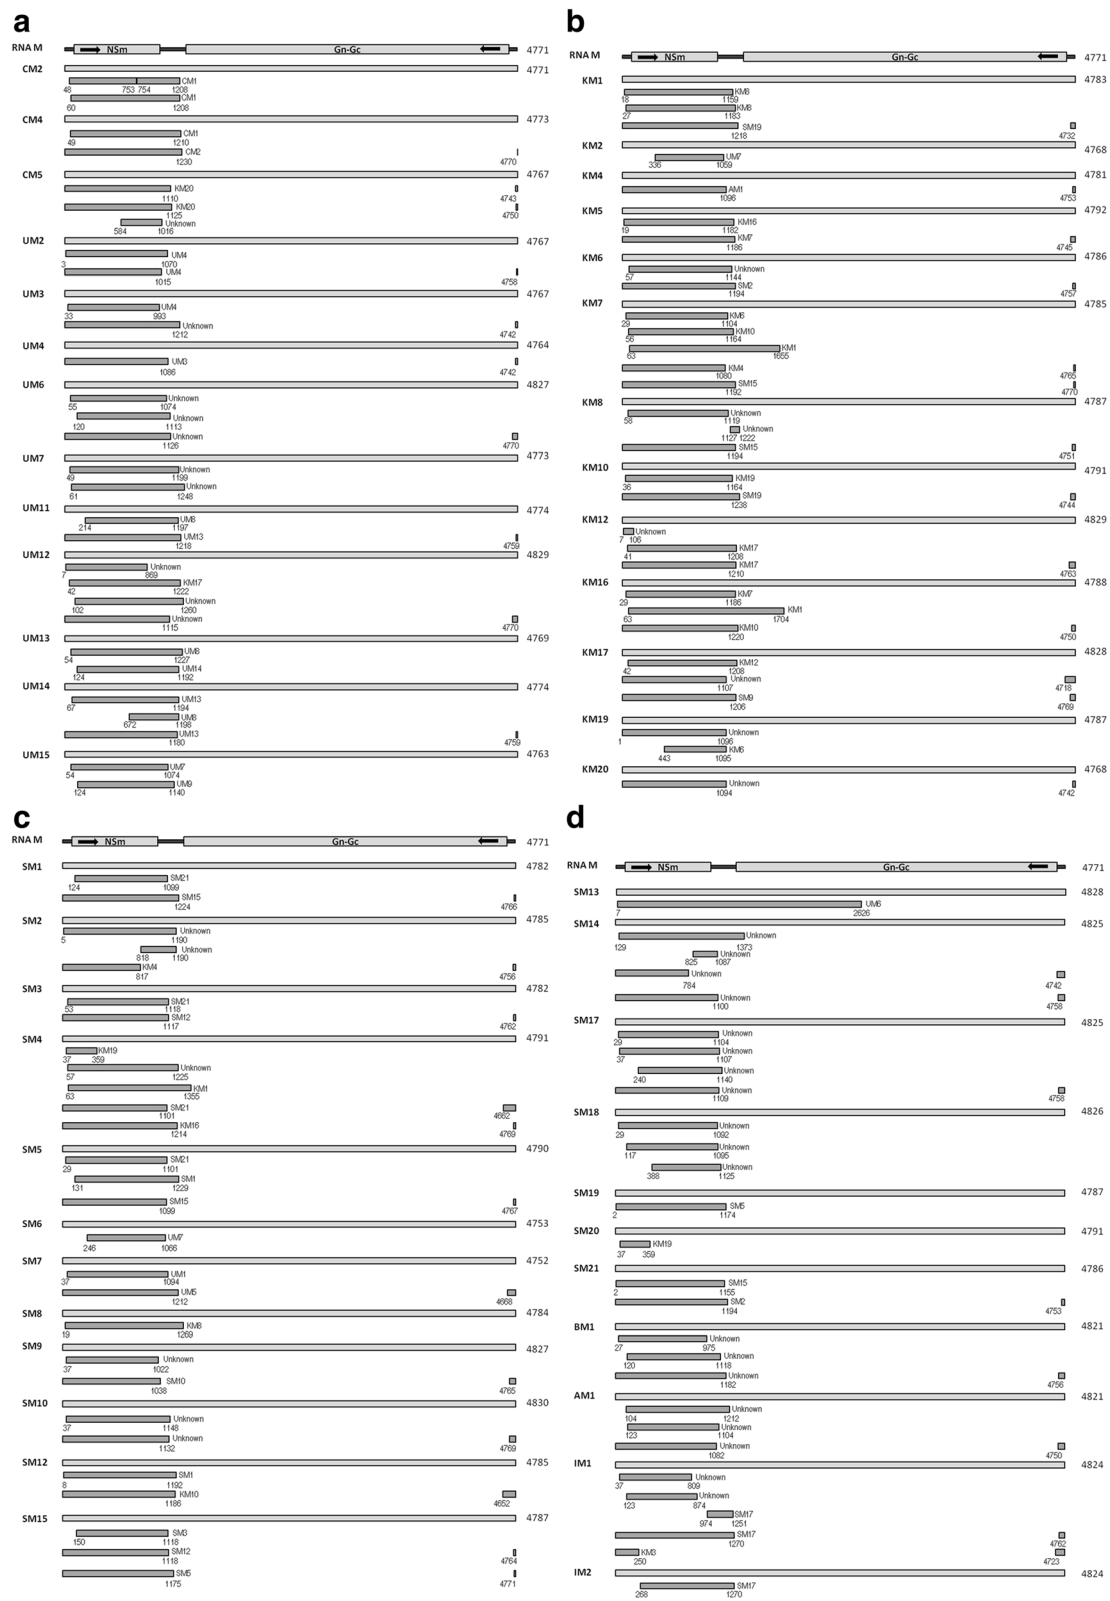 a
RNA M NSm Gn-Gc 4771
CM2 4771
CM1
48 753 754 1208
CM1
60 1208
CM4 4773
CM1
49 1210
CM2
1230 4770
CM5 4767
KM20
1110 4743
KM20
1125 4750
Unknown
584 1016
UM2 4767
UM4
3 1070
UM4
1015 4758
UM3 4767
UM4
33 993
Unknown
1212 4742
UM4 4764
UM3
1086 4742
UM6 4827
Unknown
55 1074
Unknown
120 1113
Unknown
1126 4770
UM7 4773
Unknown
49 1199
Unknown
61 1248
UM11 4774
UM8
214 1197
UM13
1218 4759
UM12 4829
Unknown
7 869
KM17
42 1222
Unknown
102 1260
Unknown
1115 4770
UM13 4769
UM8
54 1227
UM14
124 1192
UM14 4774
UM13
67 1194
UM8
672 1198
UM13
1180 4759
UM15 4763
UM7
54 1074
UM9
124 1140
b
RNA M NSm Gn-Gc 4771
KM1 4783
KM8
18 1159
KM8
27 1183
SM19
1218 4732
KM2 4768
UM7
336 1059
KM4 4781
AM1
1096 4753
KM5 4792
KM16
19 1182
KM7
1186 4745
KM6 4786
Unknown
57 1144
SM2
1194 4757
KM7 4785
KM6
29 1104
KM10
56 1164
KM1
63 1655
KM4
1080 4765
SM15
1192 4770
KM8 4787
Unknown
58 1119
Unknown
1127 1222
SM15
1194 4751
KM10 4791
KM19
36 1164
SM19
1238 4744
KM12 4829
Unknown
7 106
KM17
41 1208
KM17
1210 4763
KM16 4788
KM7
29 1186
KM1
63 1704
KM10
1220 4750
KM17 4828
KM12
42 1208
Unknown
1107 4718
SM9
1206 4769
KM19 4787
Unknown
1 1096
KM6
443 1095
KM20 4768
Unknown
1094 4742
c
RNA M NSm Gn-Gc 4771
SM1 4782
SM21
124 1099
SM15
1224 4766
SM2 4785
Unknown
5 1190
Unknown
818 1190
KM4
817 4756
SM3 4782
SM21
53 1118
SM12
1117 4762
SM4 4791
KM19
37 359
Unknown
57 1225
KM1
63 1355
SM21
1101 4662
KM16
1214 4769
SM5 4790
SM21
29 1101
SM1
131 1229
SM15
1099 4767
SM6 4753
UM7
246 1066
SM7 4752
UM1
37 1094
UM5
1212 4668
SM8 4784
KM8
19 1269
SM9 4827
Unknown
37 1022
SM10
1038 4765
SM10 4830
Unknown
37 1148
Unknown
1132 4769
SM12 4785
SM1
8 1192
KM10
1186 4652
SM15 4787
SM3
150 1118
SM12
1118 4764
SM5
1175 4771
d
RNA M NSm Gn-Gc 4771
SM13 4828
UM6
7 2626
SM14 4825
Unknown
129 1373
Unknown
825 1087
Unknown
784 4742
Unknown
1100 4758
SM17 4825
Unknown
29 1104
Unknown
37 1107
Unknown
240 1140
Unknown
1109 4758
SM18 4826
Unknown
29 1092
Unknown
117 1095
Unknown
388 1125
SM19 4787
SM5
2 1174
SM20 4791
KM19
37 359
SM21 4786
SM15
2 1155
SM2
1194 4753
BM1 4821
Unknown
27 975
Unknown
120 1118
Unknown
1182 4756
AM1 4821
Unknown
104 1212
Unknown
123 1104
Unknown
1082 4750
IM1 4824
Unknown
37 809
Unknown
123 874
SM17
974 1251
SM17
1270 4762
KM3
250 4723
IM2 4824
SM17
268 1270